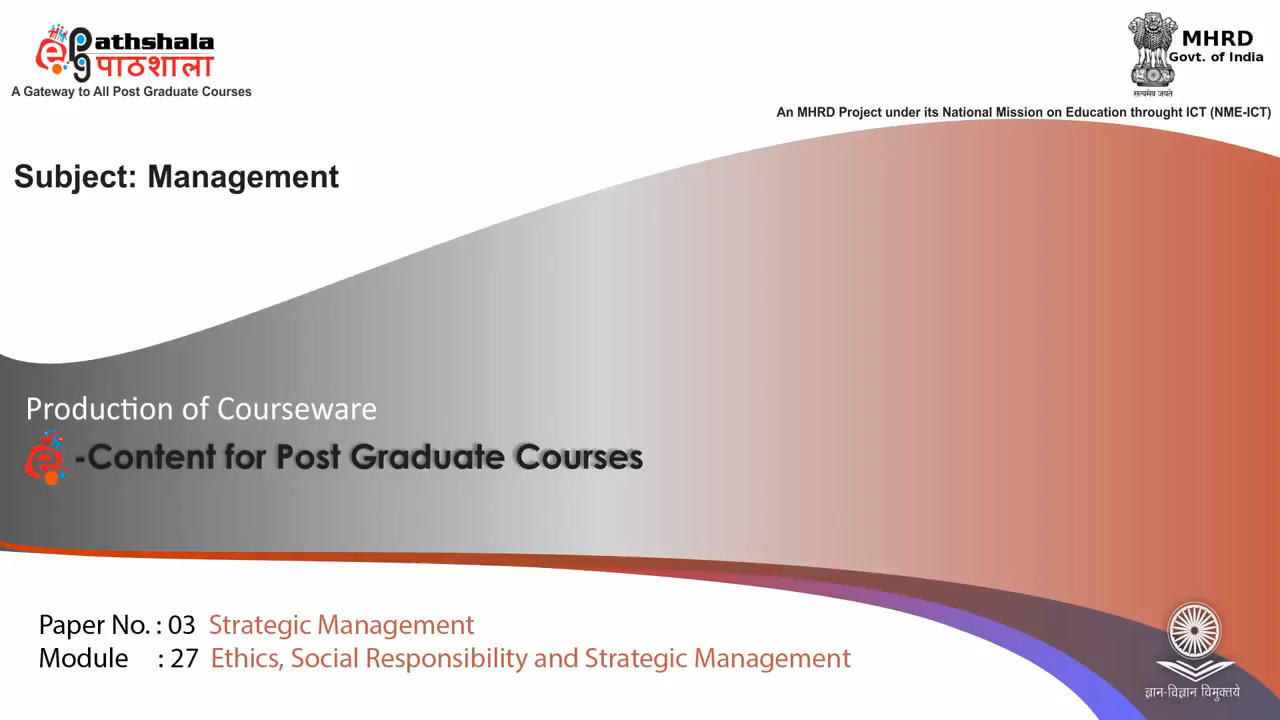 ePg Pathshala
पाठशाला
A Gateway to All Post Graduate Courses
MHRD
Govt. of India
सत्यमेव जयते
An MHRD Project under its National Mission on Education throught ICT (NME-ICT)
Subject: Management
Production of Courseware
e-Content for Post Graduate Courses
Paper No. : 03 Strategic Management
Module : 27 Ethics, Social Responsibility and Strategic Management
ज्ञान-विज्ञान विमुक्तये